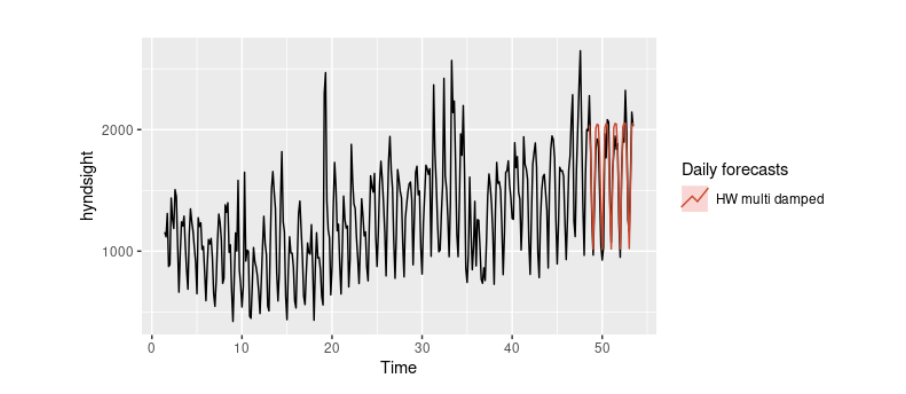 2000
1000
hyndsight
0 10 20 30 40 50
Time
Daily forecasts
HW multi damped